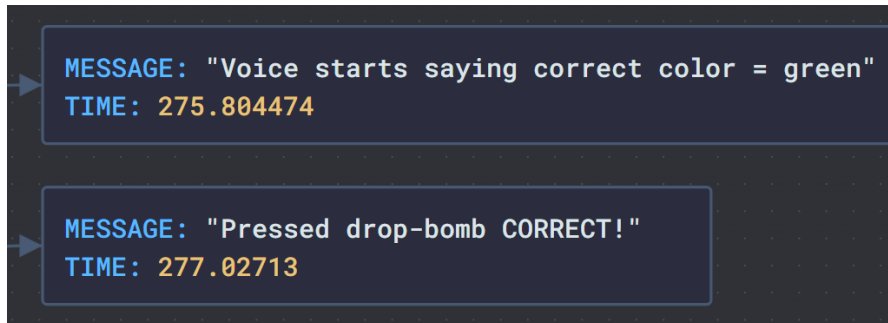 MESSAGE: "Voice starts saying correct color = green"
TIME: 275.804474
MESSAGE: "Pressed drop-bomb CORRECT!"
TIME: 277.02713